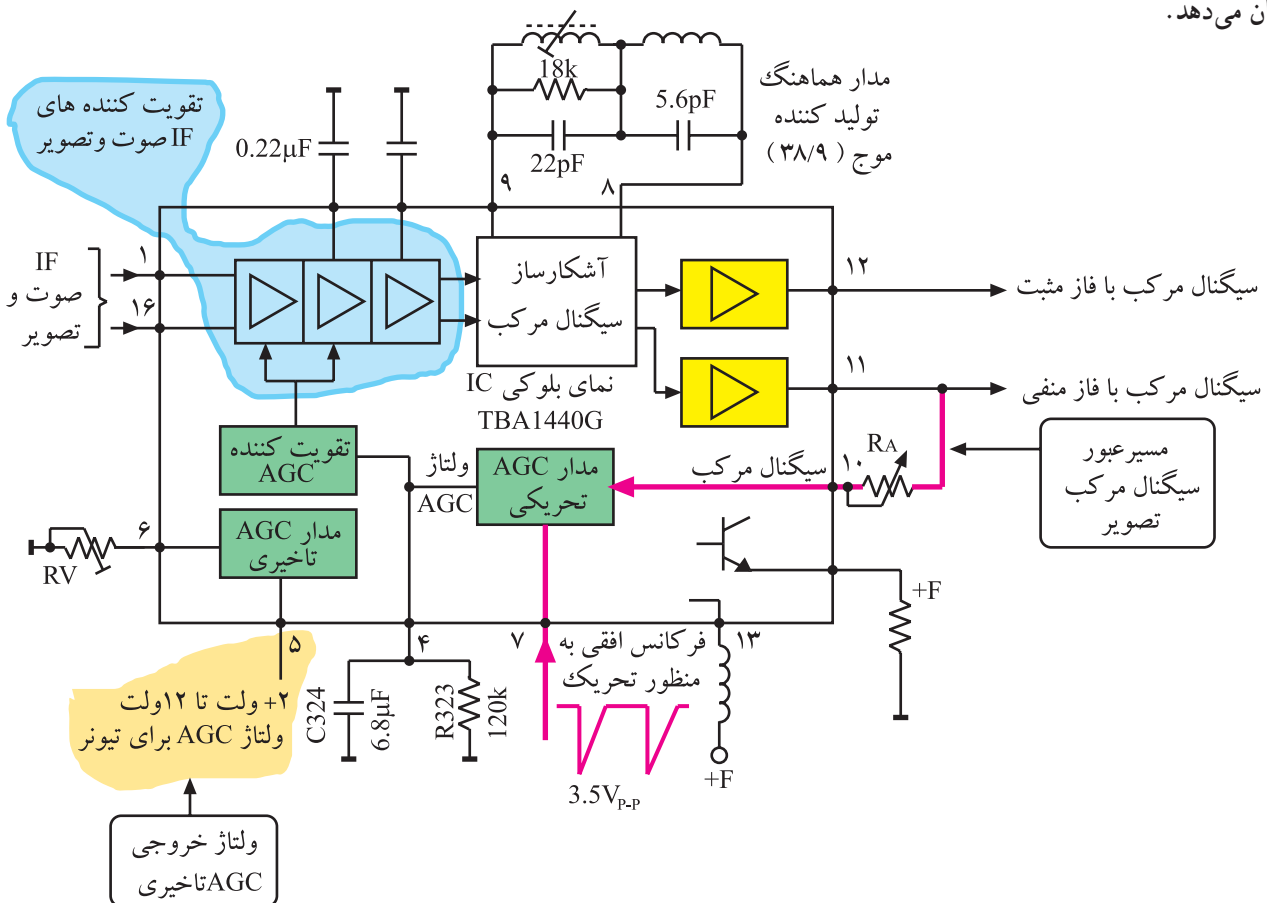 ان می‌دهد.
18k
5.6pF
22pF
مدار هماهنگ
تولید کننده
موج ( ۳۸/۹ )
تقویت کننده های
IF صوت وتصویر
0.22µF
۹
۸
IF
صوت و
تصویر
۱
۱۶
آشکارساز
سیگنال مرکب
نمای بلوکی IC
TBA1440G
۱۲
سیگنال مرکب با فاز مثبت
۱۱
سیگنال مرکب با فاز منفی
تقویت کننده
AGC
ولتاژ
AGC
مدار AGC
تحریکی
سیگنال مرکب
۱۰
RA
مسیرعبور
سیگنال مرکب
تصویر
RV
۶
مدار AGC
تاخیری
+F
۵
۴
۷
فرکانس افقی به
منظور تحریک
۱۳
+۲ ولت تا ۱۲ولت
ولتاژ AGC برای تیونر
C324
6.8µF
R323
120k
3.5VP-P
+F
ولتاژ خروجی
AGCتاخیری